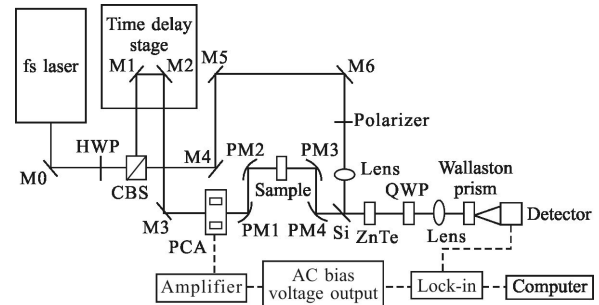 Time delay
stage
M1
M2
fs laser
M5
M6
Polarizer
HWP
M0
CBS
M4
PM2
PM3
Lens
Sample
QWP
Wallaston
prism
M3
PCA
PM1
PM4
Si
ZnTe
Lens
Detector
Amplifier
AC bias
voltage output
Lock-in
Computer